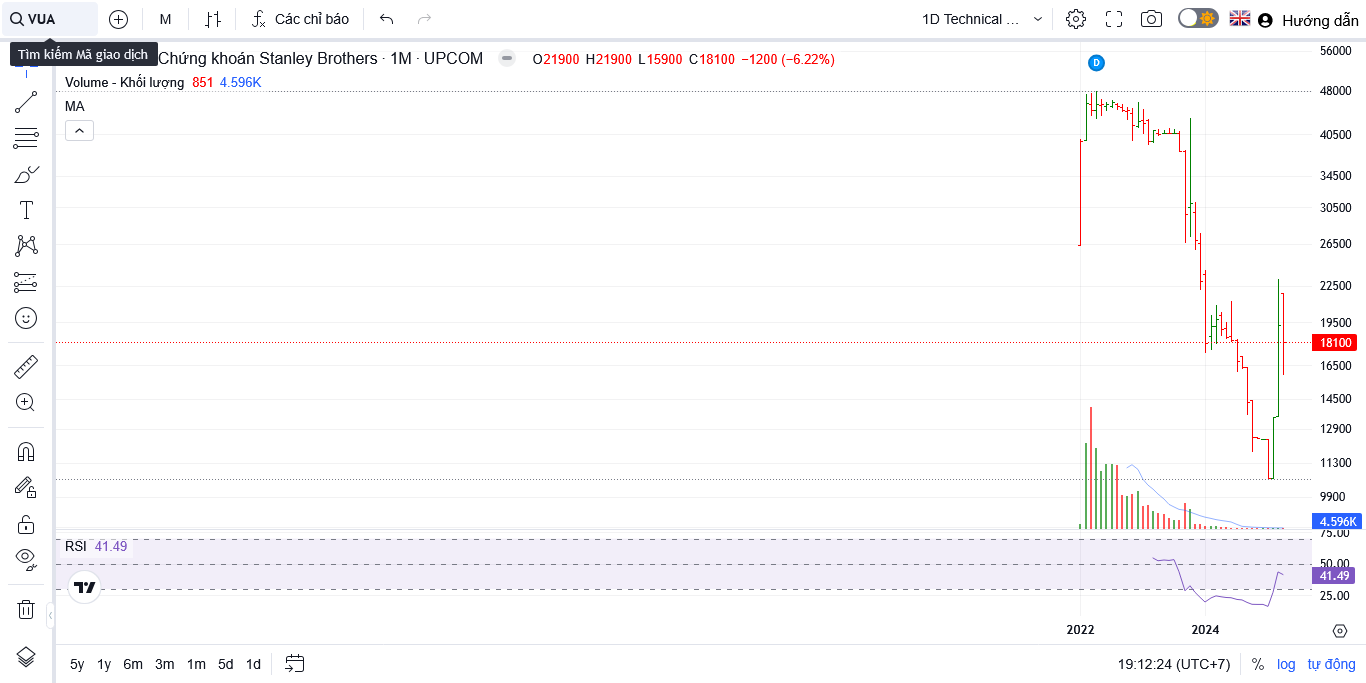 VUA
M
Các chỉ báo
1D Technical ...
Hướng dẫn
Tìm kiếm Mã giao dịch
Chứng khoán Stanley Brothers · 1M · UPCOM
O21900 H21900 L15900 C18100 −1200 (−6.22%)
Volume - Khối lượng 851 4.596K
MA
D
56000
48000
40500
34500
30500
26500
22500
19500
18100
16500
14500
12900
11300
9900
4.596K
75.00
RSI 41.49
50.00
41.49
25.00
2022
2024
5y 1y 6m 3m 1m 5d 1d
19:12:24 (UTC+7)
% log tự động